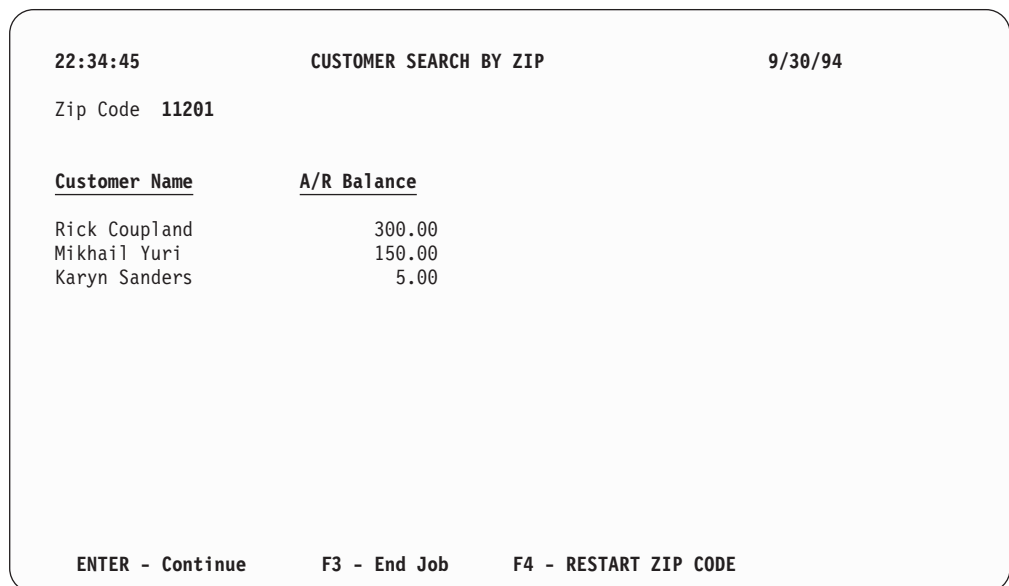 22:34:45 CUSTOMER SEARCH BY ZIP 9/30/94
Zip Code 11201
Customer Name A/R Balance
Rick Coupland 300.00
Mikhail Yuri 150.00
Karyn Sanders 5.00
ENTER - Continue F3 - End Job F4 - RESTART ZIP CODE